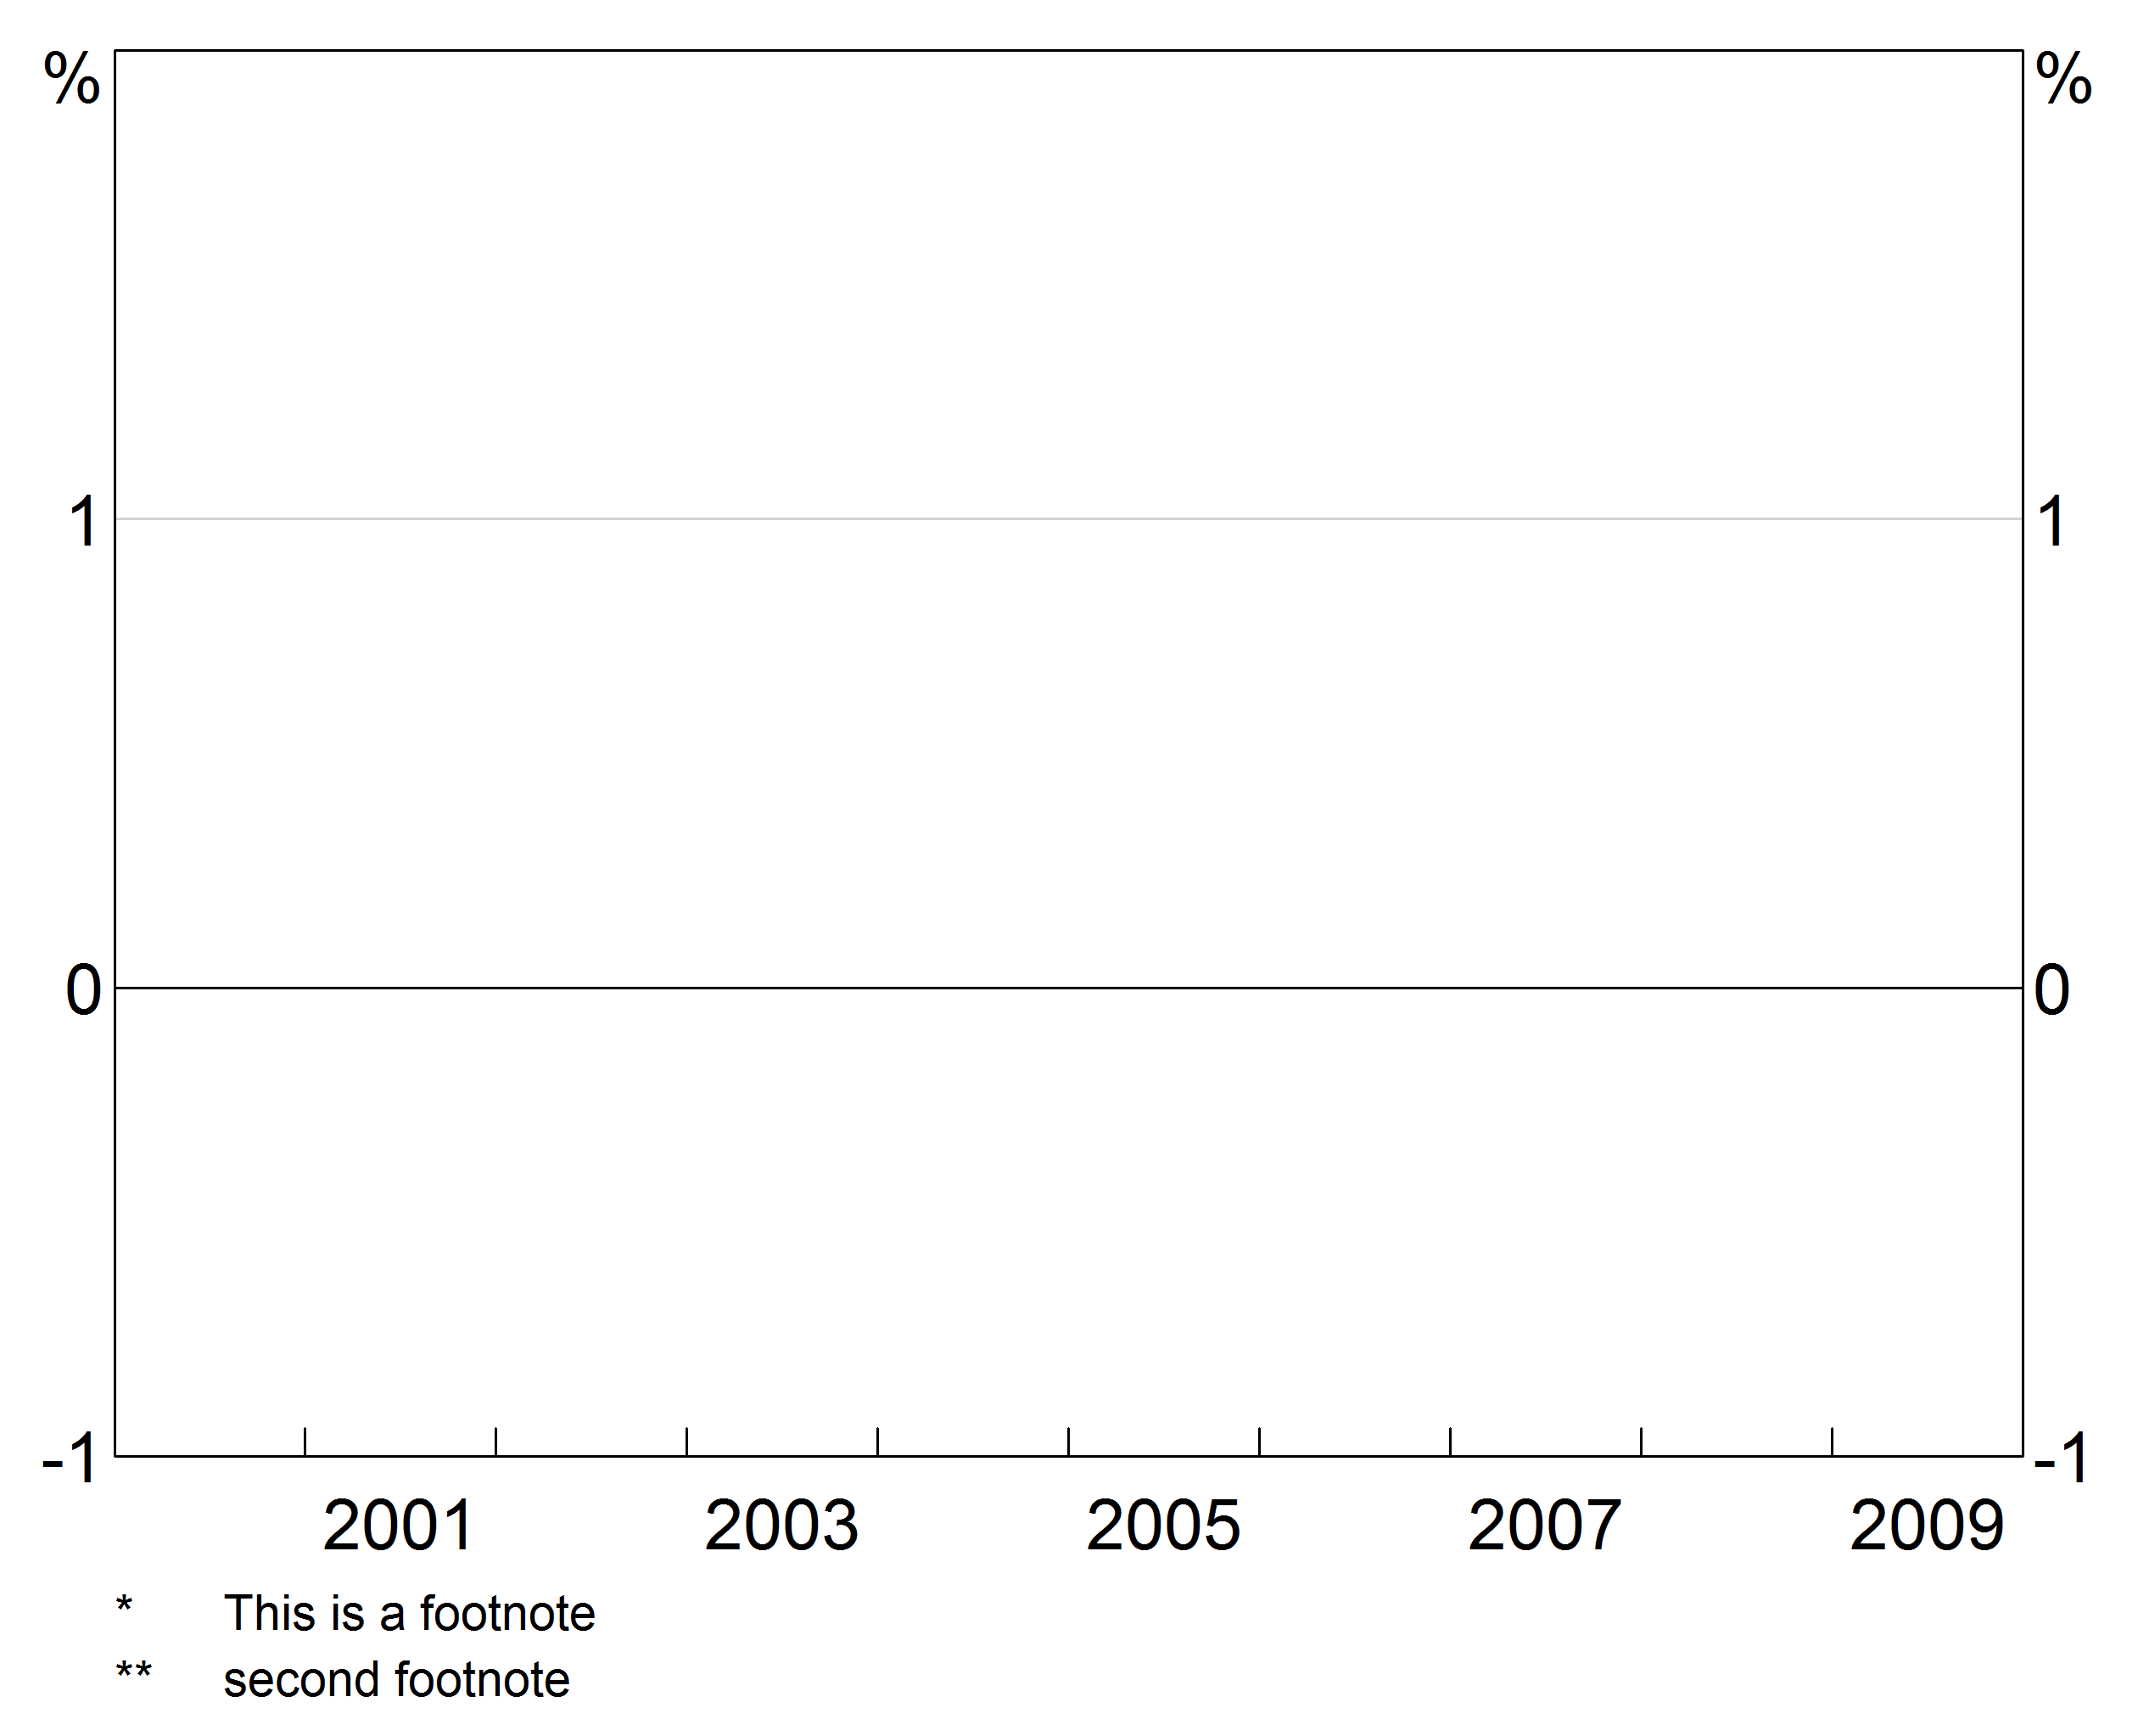 % %
1 1
0 0
-1 -1
2001 2003 2005 2007 2009
* This is a footnote
** second footnote